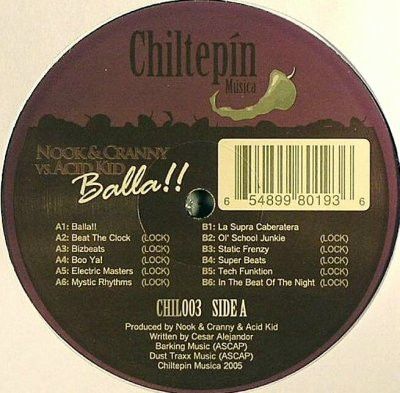 Chiltepín
Música
NOOK & CRANNY
VS. ACID KID
Balla!!
6 54899 80193 6
A1: Balla!!
A2: Beat The Clock (LOCK)
A3: Bizbeats (LOCK)
A4: Boo Ya! (LOCK)
A5: Electric Masters (LOCK)
A6: Mystic Rhythms (LOCK)
B1: La Supra Caberatera
B2: Ol' School Junkie (LOCK)
B3: Static Frenzy (LOCK)
B4: Super Beats (LOCK)
B5: Tech Funktion (LOCK)
B6: In The Beat Of The Night (LOCK)
CHIL003 SIDE A
Produced by Nook & Cranny & Acid Kid
Written by Cesar Alejandor
Barking Music (ASCAP)
Dust Traxx Music (ASCAP)
Chiltepin Musica 2005